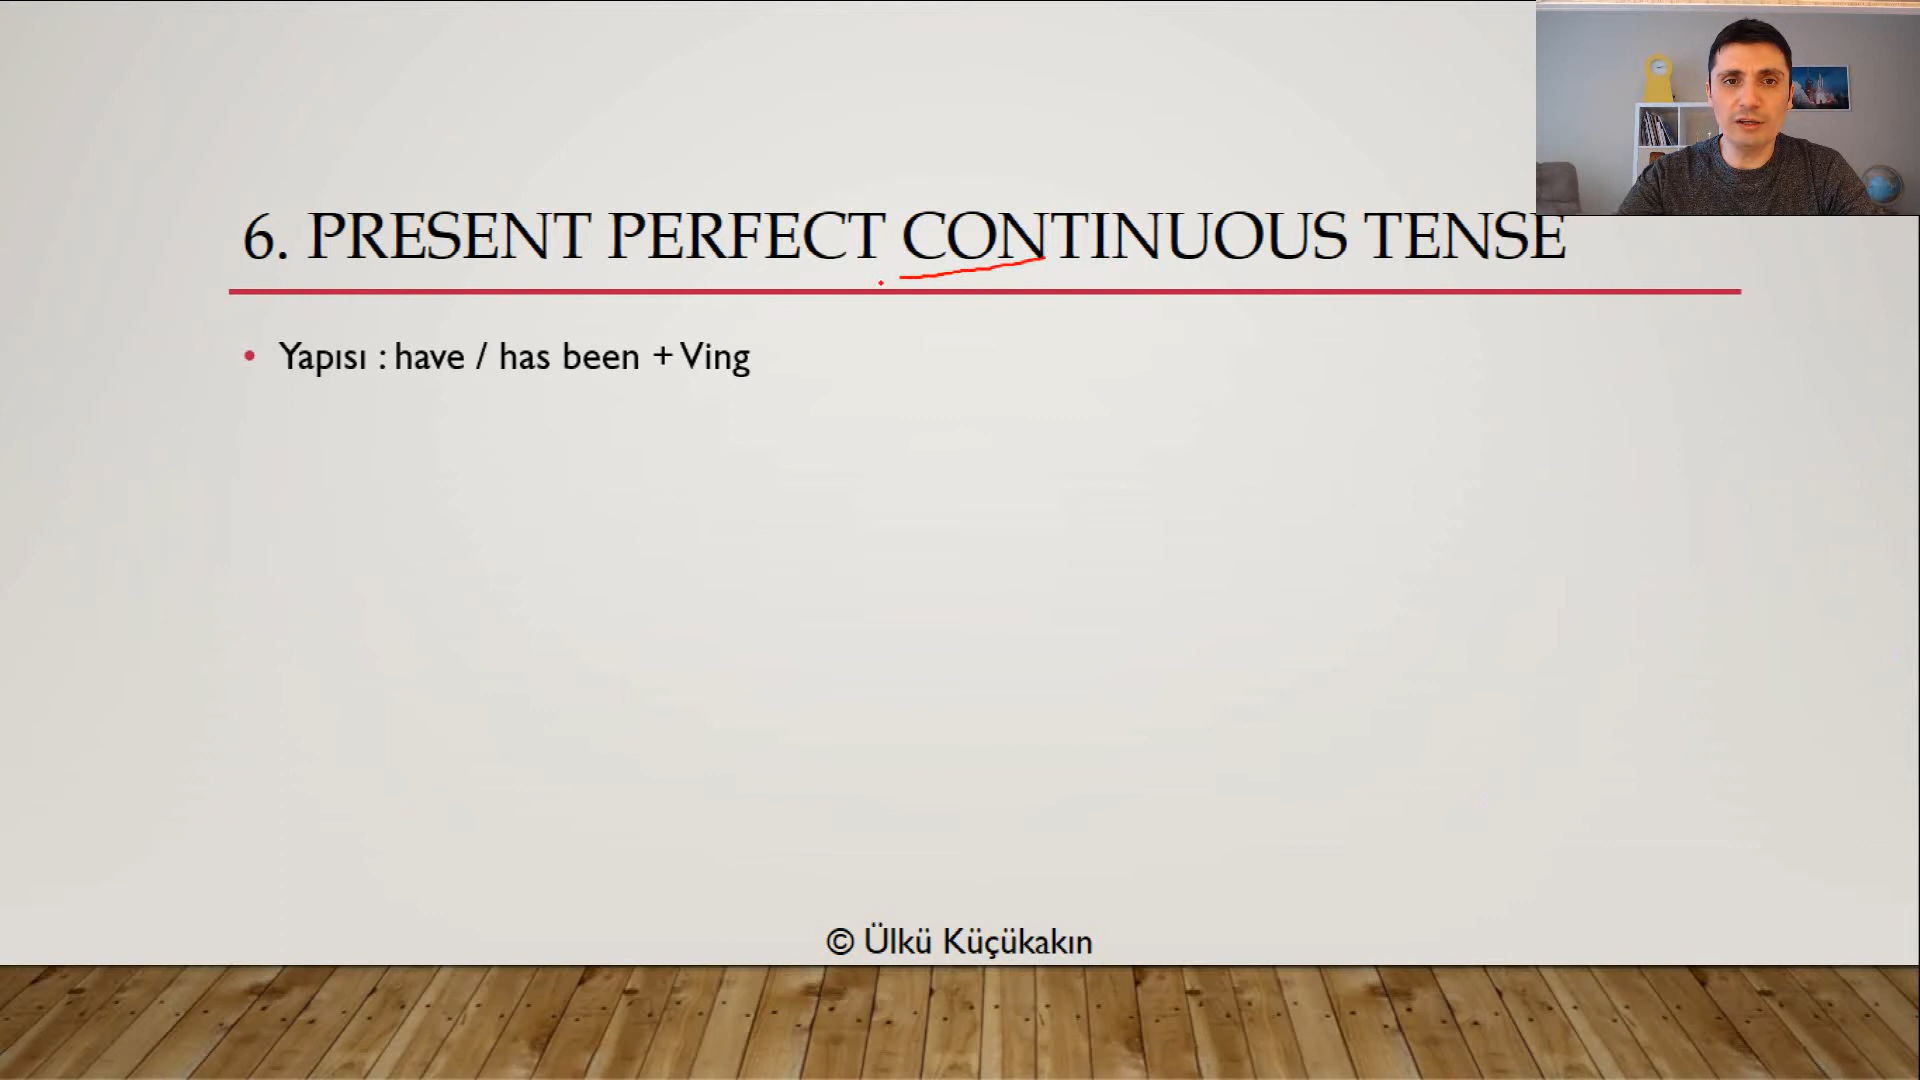 6. PRESENT PERFECT CONTINUOUS TENSE
• Yapısı : have / has been + Ving
© Ülkü Küçükakın